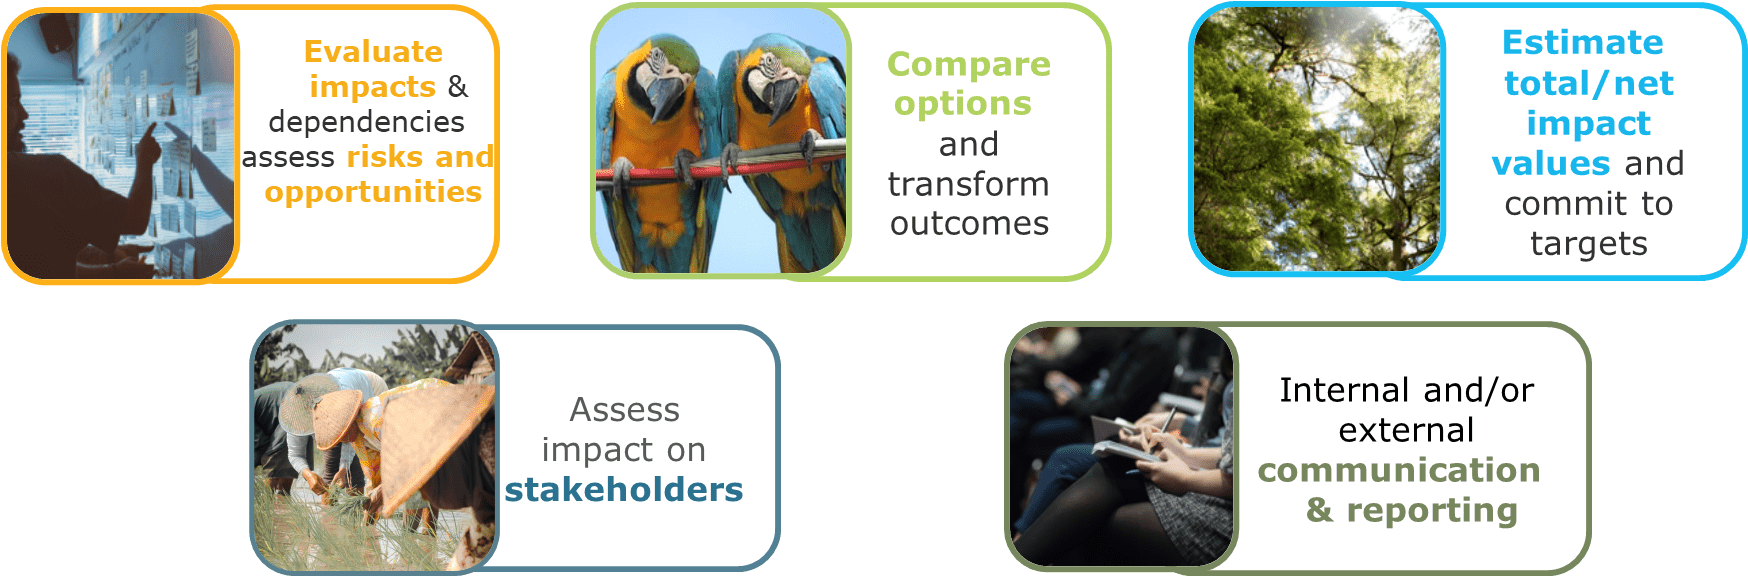 Evaluate
impacts &
dependencies
assess risks and
opportunities
Compare
options
and
transform
outcomes
Estimate
total/net
impact
values and
commit to
targets
Assess
impact on
stakeholders
Internal and/or
external
communication
& reporting